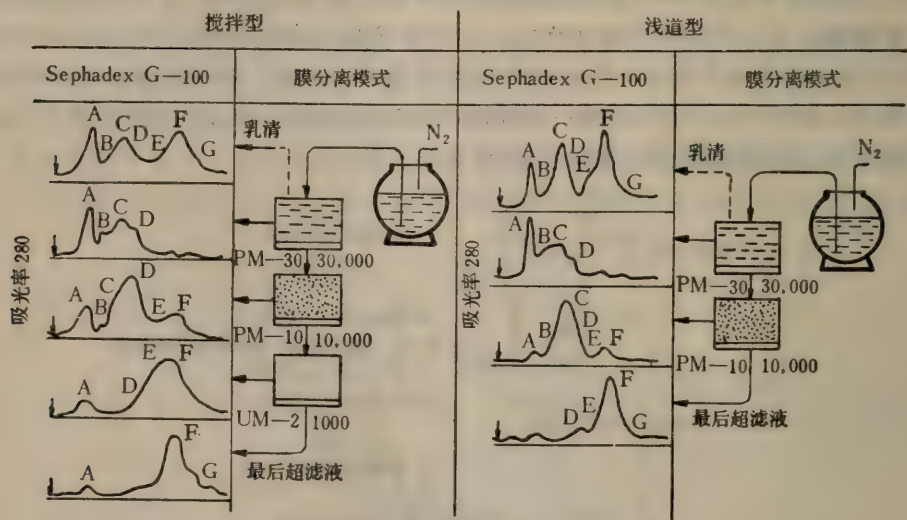 搅拌型
浅道型
Sephadex G—100
膜分离模式
Sephadex G—100
膜分离模式
吸光率 280
A B C D E F G
A B C D
A B C D E F
A D E F
A F G
乳清
N₂
PM—30 30,000
PM—10 10,000
UM—2 1000
最后超滤液
吸光率 280
A B C D E F G
A B C D
A B C D E F
D E F G
乳清
N₂
PM—30 30,000
PM—10 10,000
最后超滤液